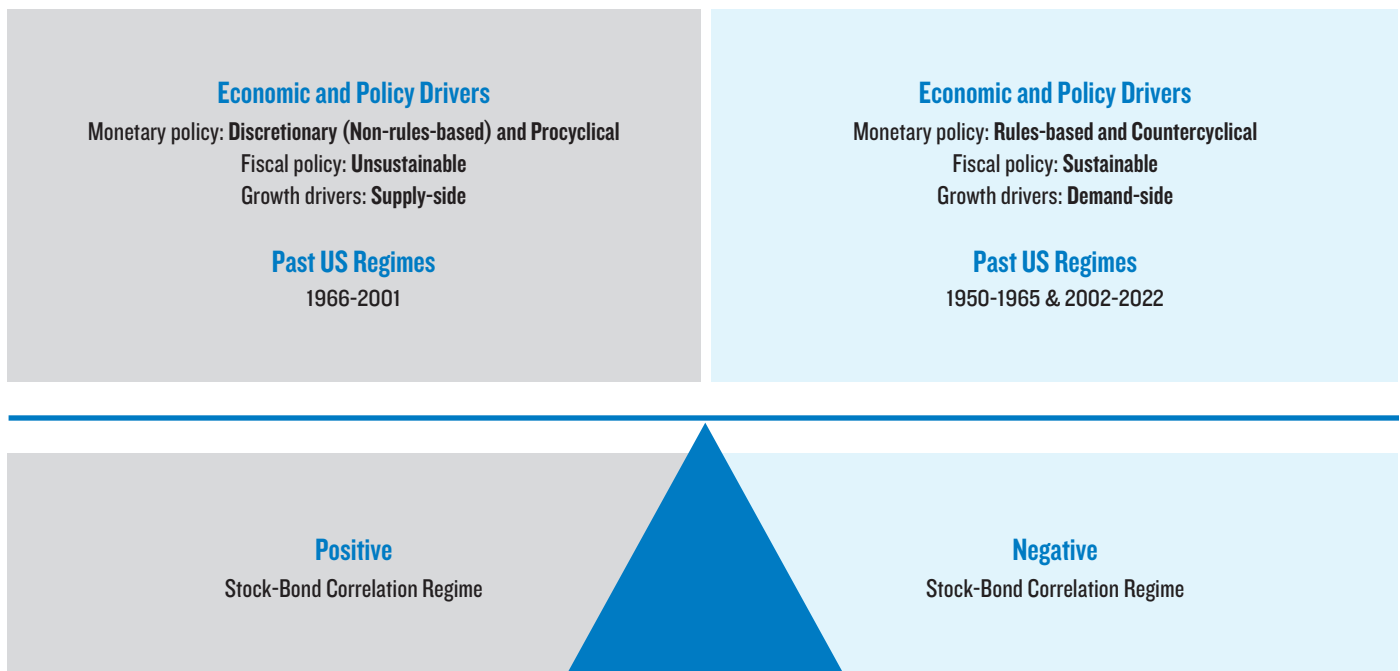 Economic and Policy Drivers
Monetary policy: Discretionary (Non-rules-based) and Procyclical
Fiscal policy: Unsustainable
Growth drivers: Supply-side
Past US Regimes
1966-2001
Economic and Policy Drivers
Monetary policy: Rules-based and Countercyclical
Fiscal policy: Sustainable
Growth drivers: Demand-side
Past US Regimes
1950-1965 & 2002-2022
Positive
Stock-Bond Correlation Regime
Negative
Stock-Bond Correlation Regime